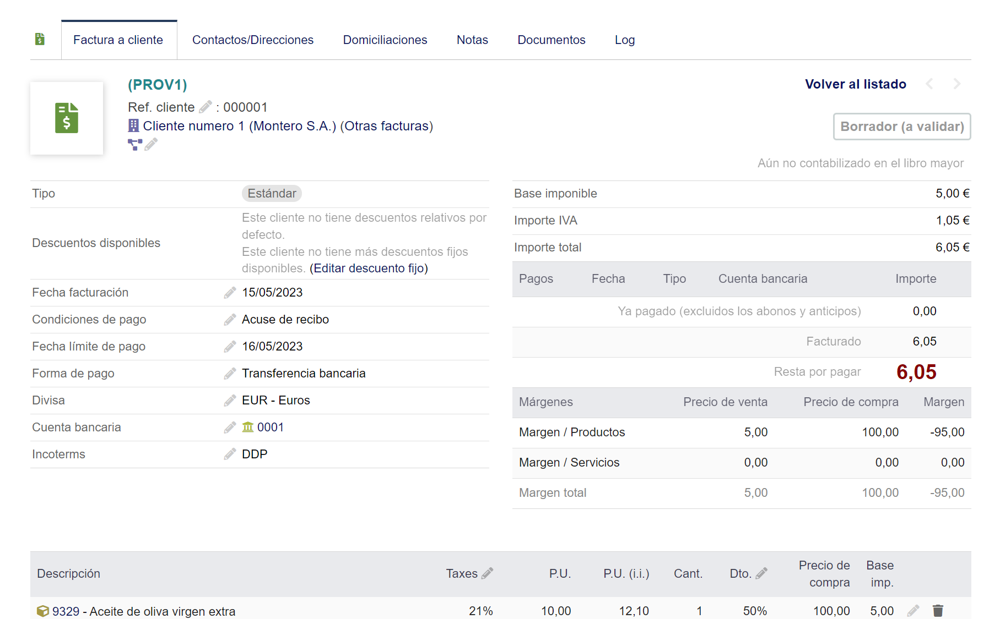 Factura a cliente Contactos/Direcciones Domiciliaciones Notas Documentos Log
(PROV1)
Volver al listado
Ref. cliente : 000001
Cliente numero 1 (Montero S.A.) (Otras facturas)
Borrador (a validar)
Aún no contabilizado en el libro mayor
Tipo Estándar
Descuentos disponibles
Este cliente no tiene descuentos relativos por
defecto.
Este cliente no tiene más descuentos fijos
disponibles. (Editar descuento fijo)
Fecha facturación 15/05/2023
Condiciones de pago Acuse de recibo
Fecha límite de pago 16/05/2023
Forma de pago Transferencia bancaria
Divisa EUR - Euros
Cuenta bancaria 0001
Incoterms DDP
Base imponible 5,00 €
Importe IVA 1,05 €
Importe total 6,05 €
Pagos Fecha Tipo Cuenta bancaria Importe
Ya pagado (excluidos los abonos y anticipos) 0,00
Facturado 6,05
Resta por pagar 6,05
Márgenes Precio de venta Precio de compra Margen
Margen / Productos 5,00 100,00 -95,00
Margen / Servicios 0,00 0,00 0,00
Margen total 5,00 100,00 -95,00
Descripción Taxes P.U. P.U. (i.i.) Cant. Dto. Precio de compra Base imp.
9329 - Aceite de oliva virgen extra 21% 10,00 12,10 1 50% 100,00 5,00